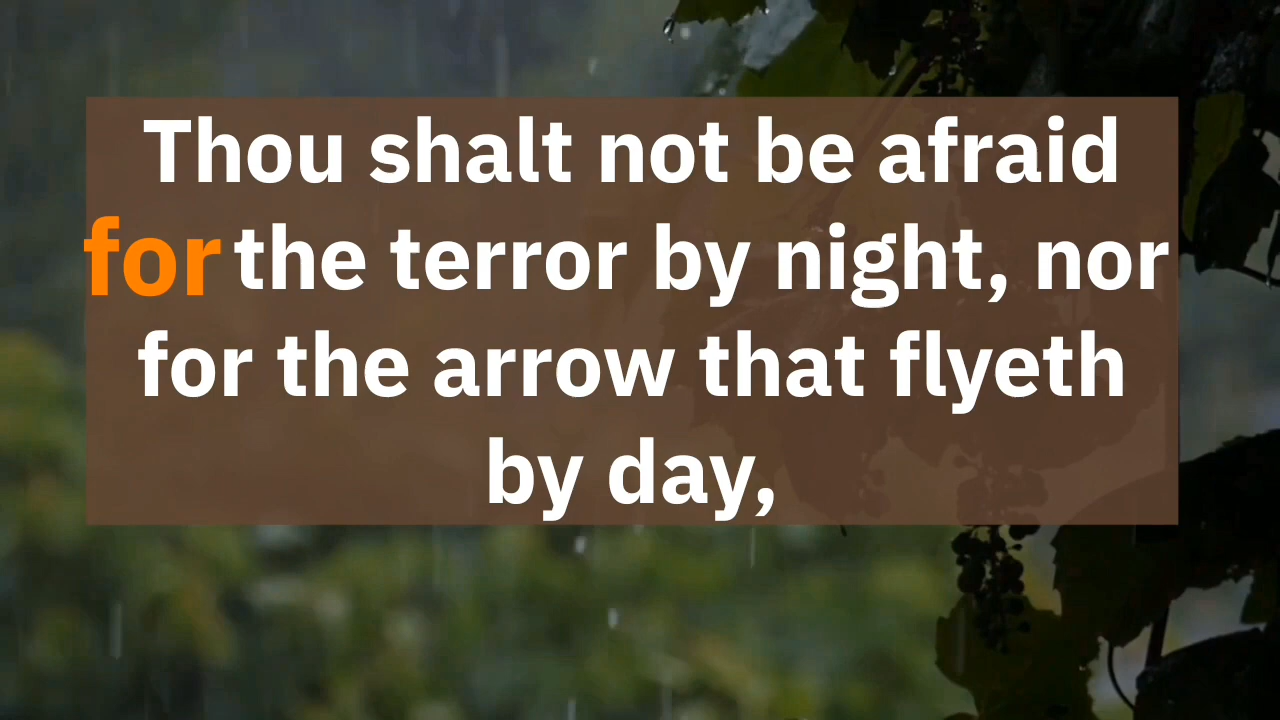 Thou shalt not be afraid
for the terror by night, nor
for the arrow that flyeth
by day,